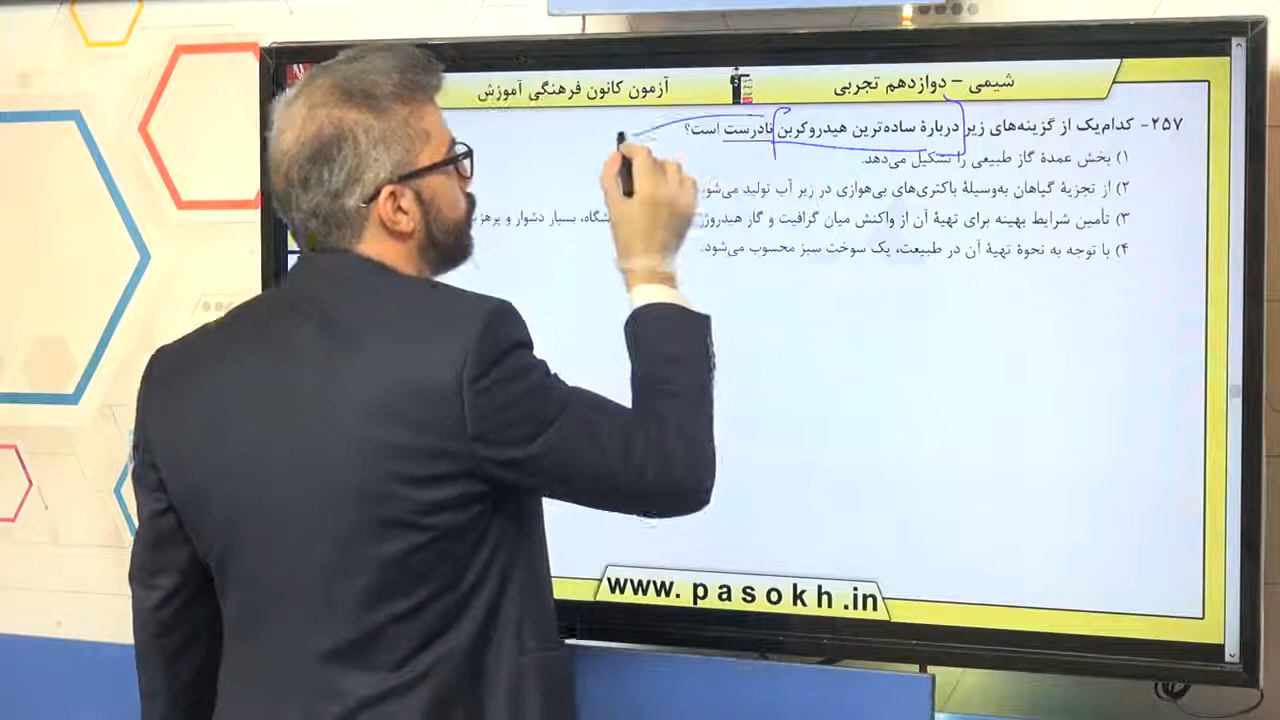 شیمی – دوازدهم تجربی
آزمون کانون فرهنگی آموزش
۲۵۷- کدام‌یک از گزینه‌های زیر دربارهٔ ساده‌ترین هیدروکربن نادرست است؟
۱) بخش عمدهٔ گاز طبیعی را تشکیل می‌دهد.
۲) از تجزیهٔ گیاهان به‌وسیلهٔ باکتری‌های بی‌هوازی در زیر آب تولید می‌شو
۳) تأمین شرایط بهینه برای تهیهٔ آن از واکنش میان گرافیت و گاز هیدروژ شگاه، بسیار دشوار و پرهز
۴) با توجه به نحوهٔ تهیهٔ آن در طبیعت، یک سوخت سبز محسوب می‌شود.
www.pasokh.in